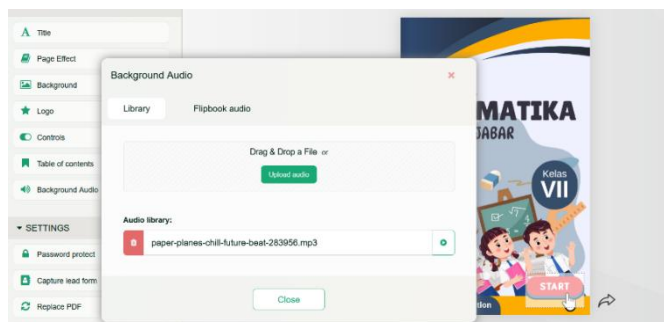 Title
Page Effect
Background
Logo
Controls
Table of contents
Background Audio
SETTINGS
Password protect
Capture lead form
Replace PDF
Background Audio
Library
Flipbook audio
Drag & Drop a File or
Upload audio
Audio library:
paper-planes-chill-future-beat-283956.mp3
Close
MATIKA
JABAR
Kelas
VII
START